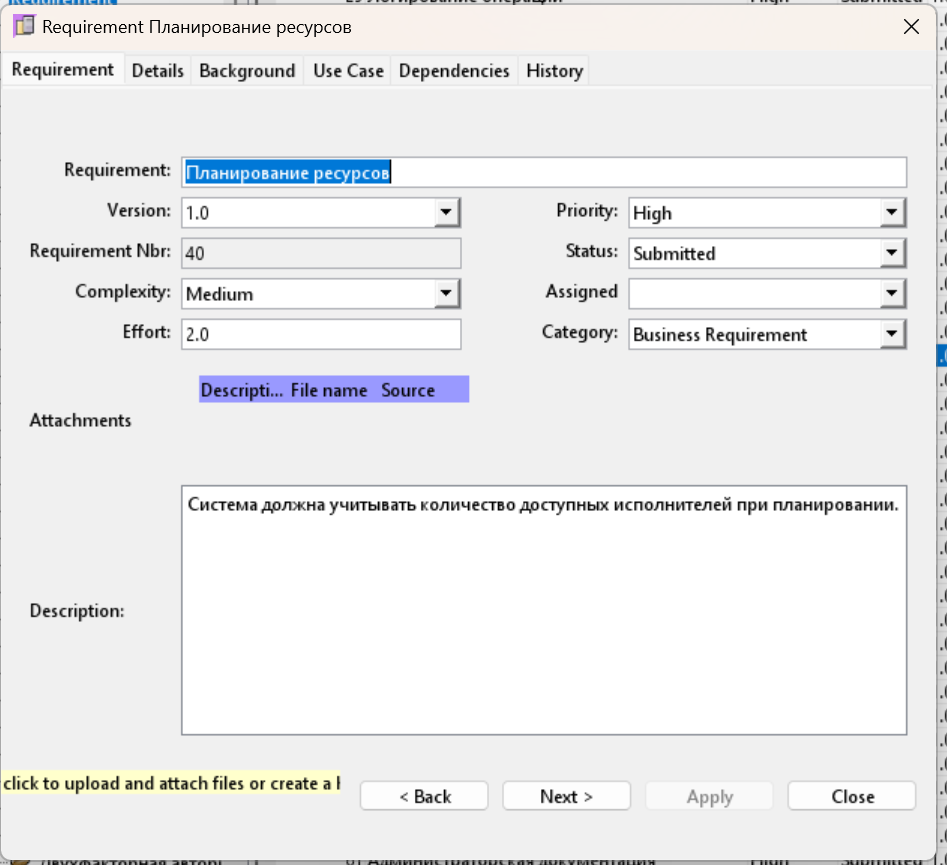 Requirement Планирование ресурсов
Requirement Details Background Use Case Dependencies History
Requirement: Планирование ресурсов
Version: 1.0 Priority: High
Requirement Nbr: 40 Status: Submitted
Complexity: Medium Assigned
Effort: 2.0 Category: Business Requirement
Descripti... File name Source
Attachments
Система должна учитывать количество доступных исполнителей при планировании.
Description:
click to upload and attach files or create a
< Back Next > Apply Close